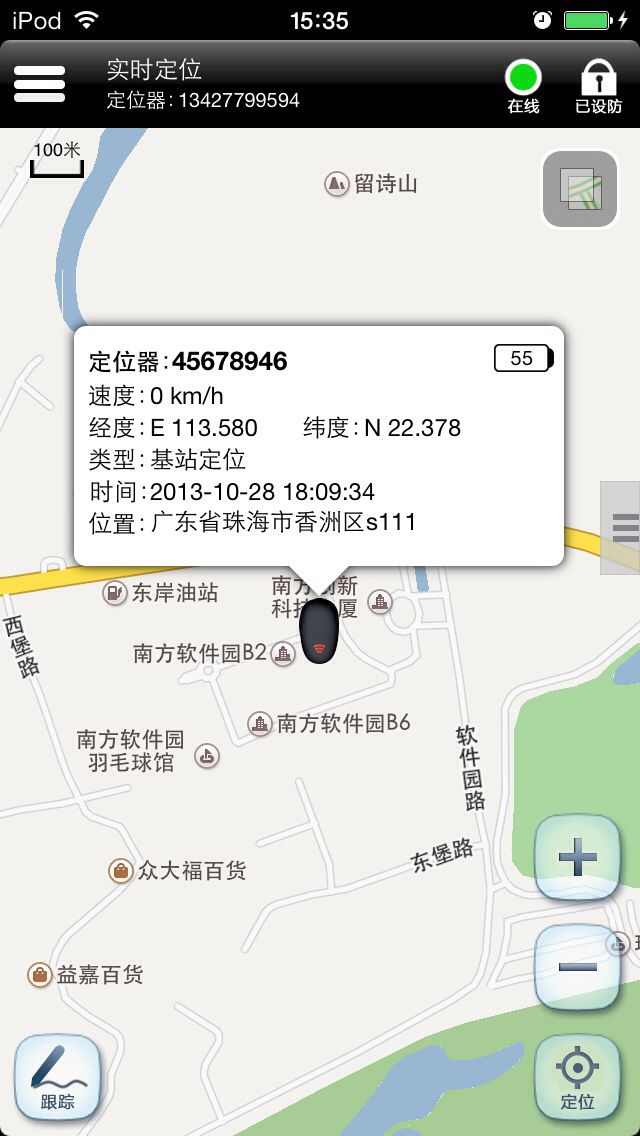 iPod 15:35
实时定位
定位器:13427799594
在线
已设防
100米
留诗山
定位器:45678946
55
速度:0 km/h
经度:E 113.580 纬度:N 22.378
类型:基站定位
时间:2013-10-28 18:09:34
位置:广东省珠海市香洲区s111
东岸油站
南方创新
科技 厦
西堡路
南方软件园B2
南方软件园B6
南方软件园
羽毛球馆
软件园路
东堡路
众大福百货
益嘉百货
跟踪
定位